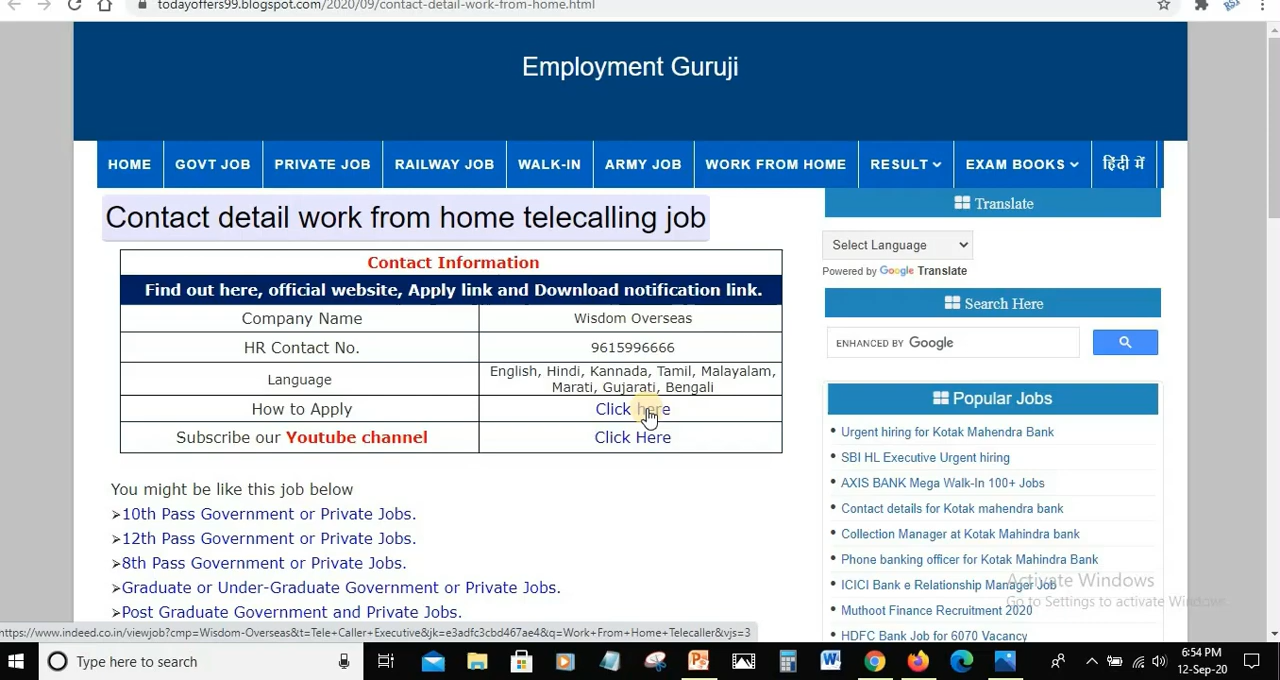 todayoffers99.blogspot.com/2020/09/contact-detail-work-from-home.html
Employment Guruji
HOME GOVT JOB PRIVATE JOB RAILWAY JOB WALK-IN ARMY JOB WORK FROM HOME RESULT EXAM BOOKS हिंदी में
Contact detail work from home telecalling job
Contact Information
Find out here, official website, Apply link and Download notification link.
Company Name Wisdom Overseas
HR Contact No. 9615996666
Language English, Hindi, Kannada, Tamil, Malayalam,
Marati, Gujarati, Bengali
How to Apply Click here
Subscribe our Youtube channel Click Here
You might be like this job below
➢10th Pass Government or Private Jobs.
➢12th Pass Government or Private Jobs.
➢8th Pass Government or Private Jobs.
➢Graduate or Under-Graduate Government or Private Jobs.
➢Post Graduate Government and Private Jobs.
Translate
Select Language
Powered by Google Translate
Search Here
ENHANCED BY Google
Popular Jobs
• Urgent hiring for Kotak Mahendra Bank
• SBI HL Executive Urgent hiring
• AXIS BANK Mega Walk-In 100+ Jobs
• Contact details for Kotak mahendra bank
• Collection Manager at Kotak Mahindra bank
• Phone banking officer for Kotak Mahindra Bank
• ICICI Bank e Relationship Manager Job
• Muthoot Finance Recruitment 2020
• HDFC Bank Job for 6070 Vacancy
Activate Windows
Go to Settings to activate Windows.
https://www.indeed.co.in/viewjob?cmp=Wisdom-Overseas&t=Tele+Caller+Executive&jk=e3adfc3cbd467ae4&q=Work+From+Home+Telecaller&vjs=3
Type here to search
6:54 PM
12-Sep-20